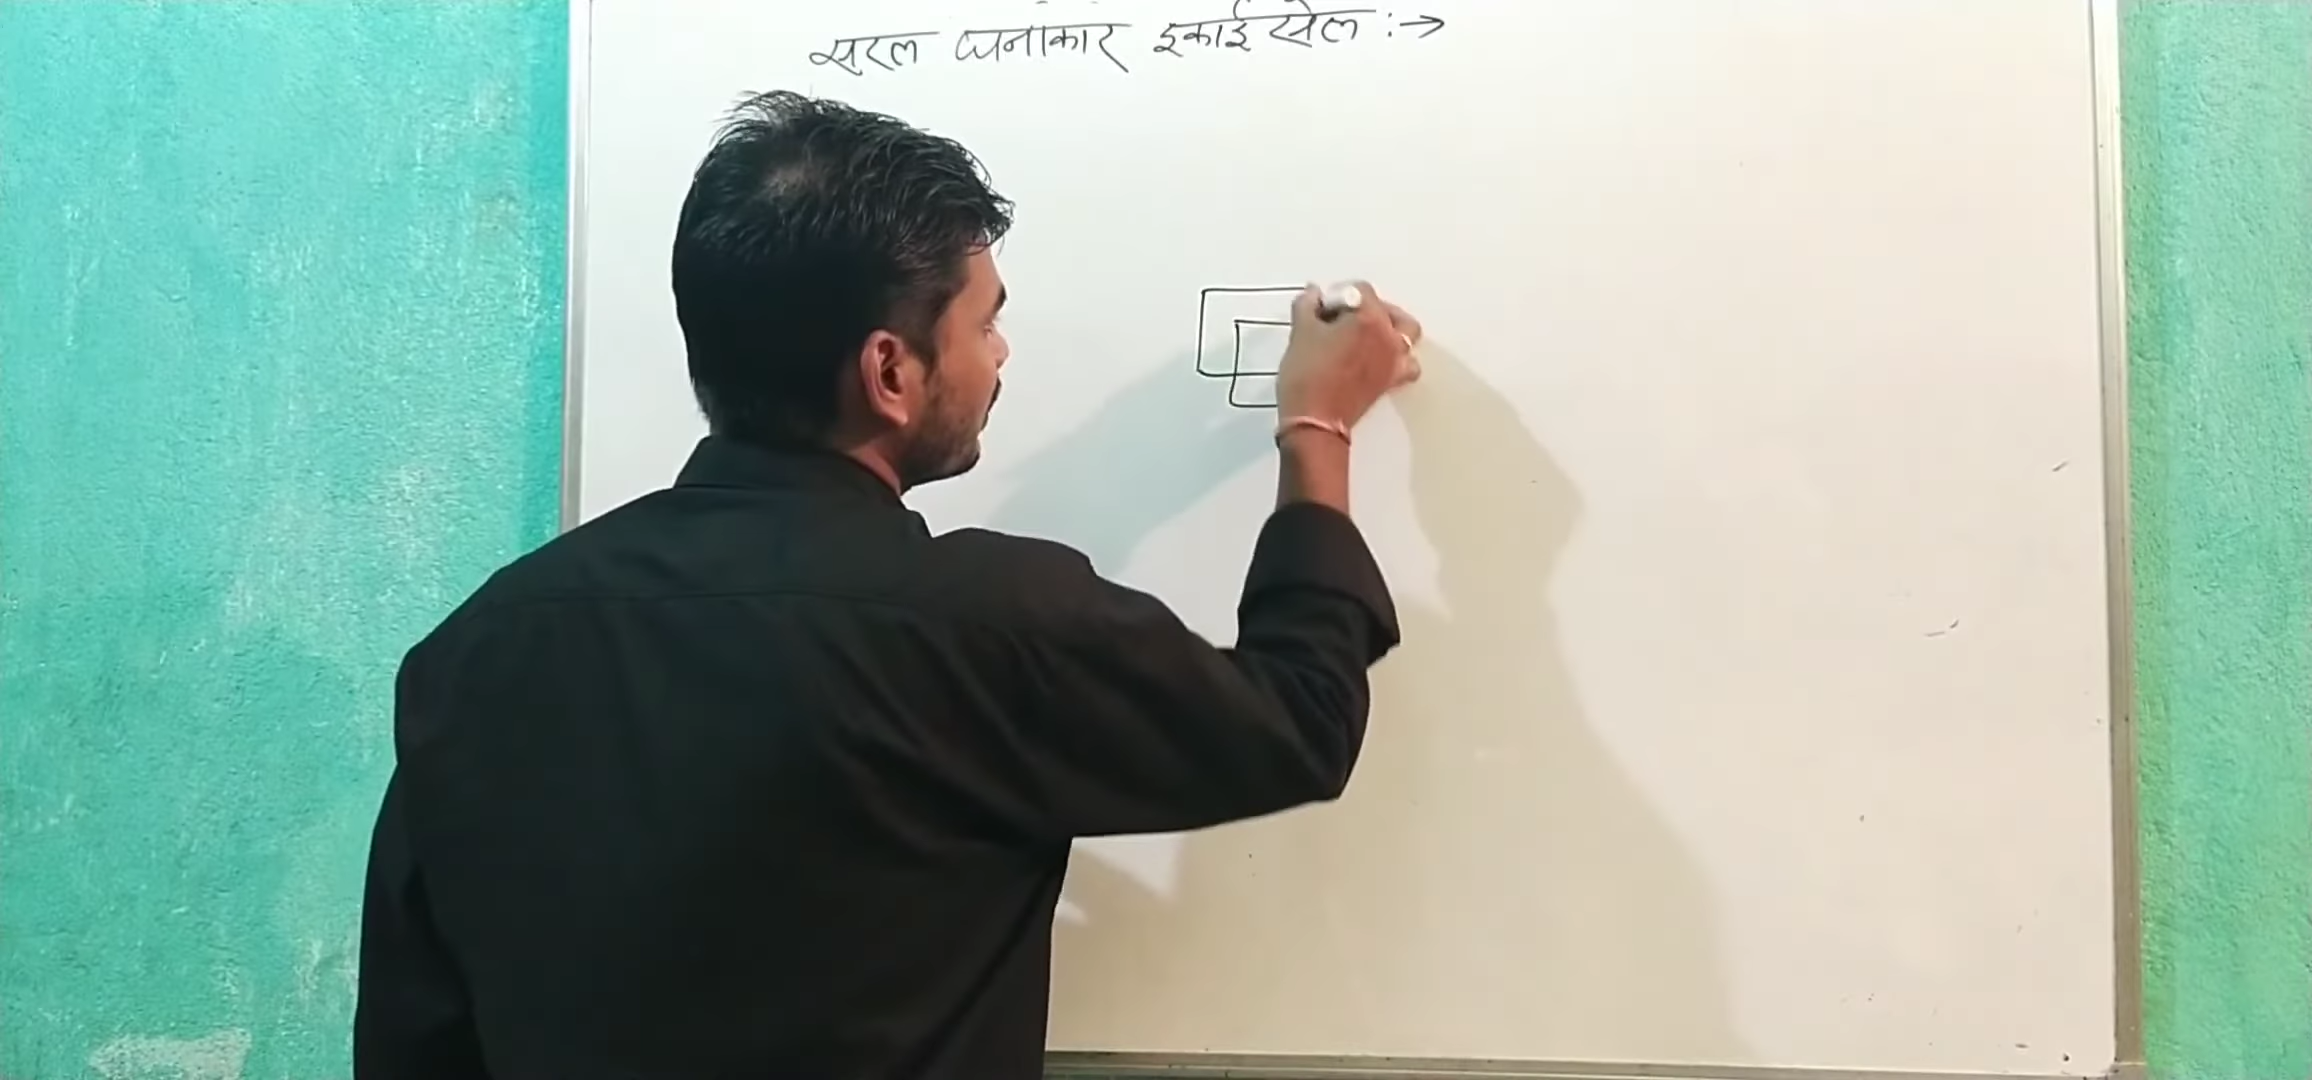 सरल घनाकार इकाई सेल :→